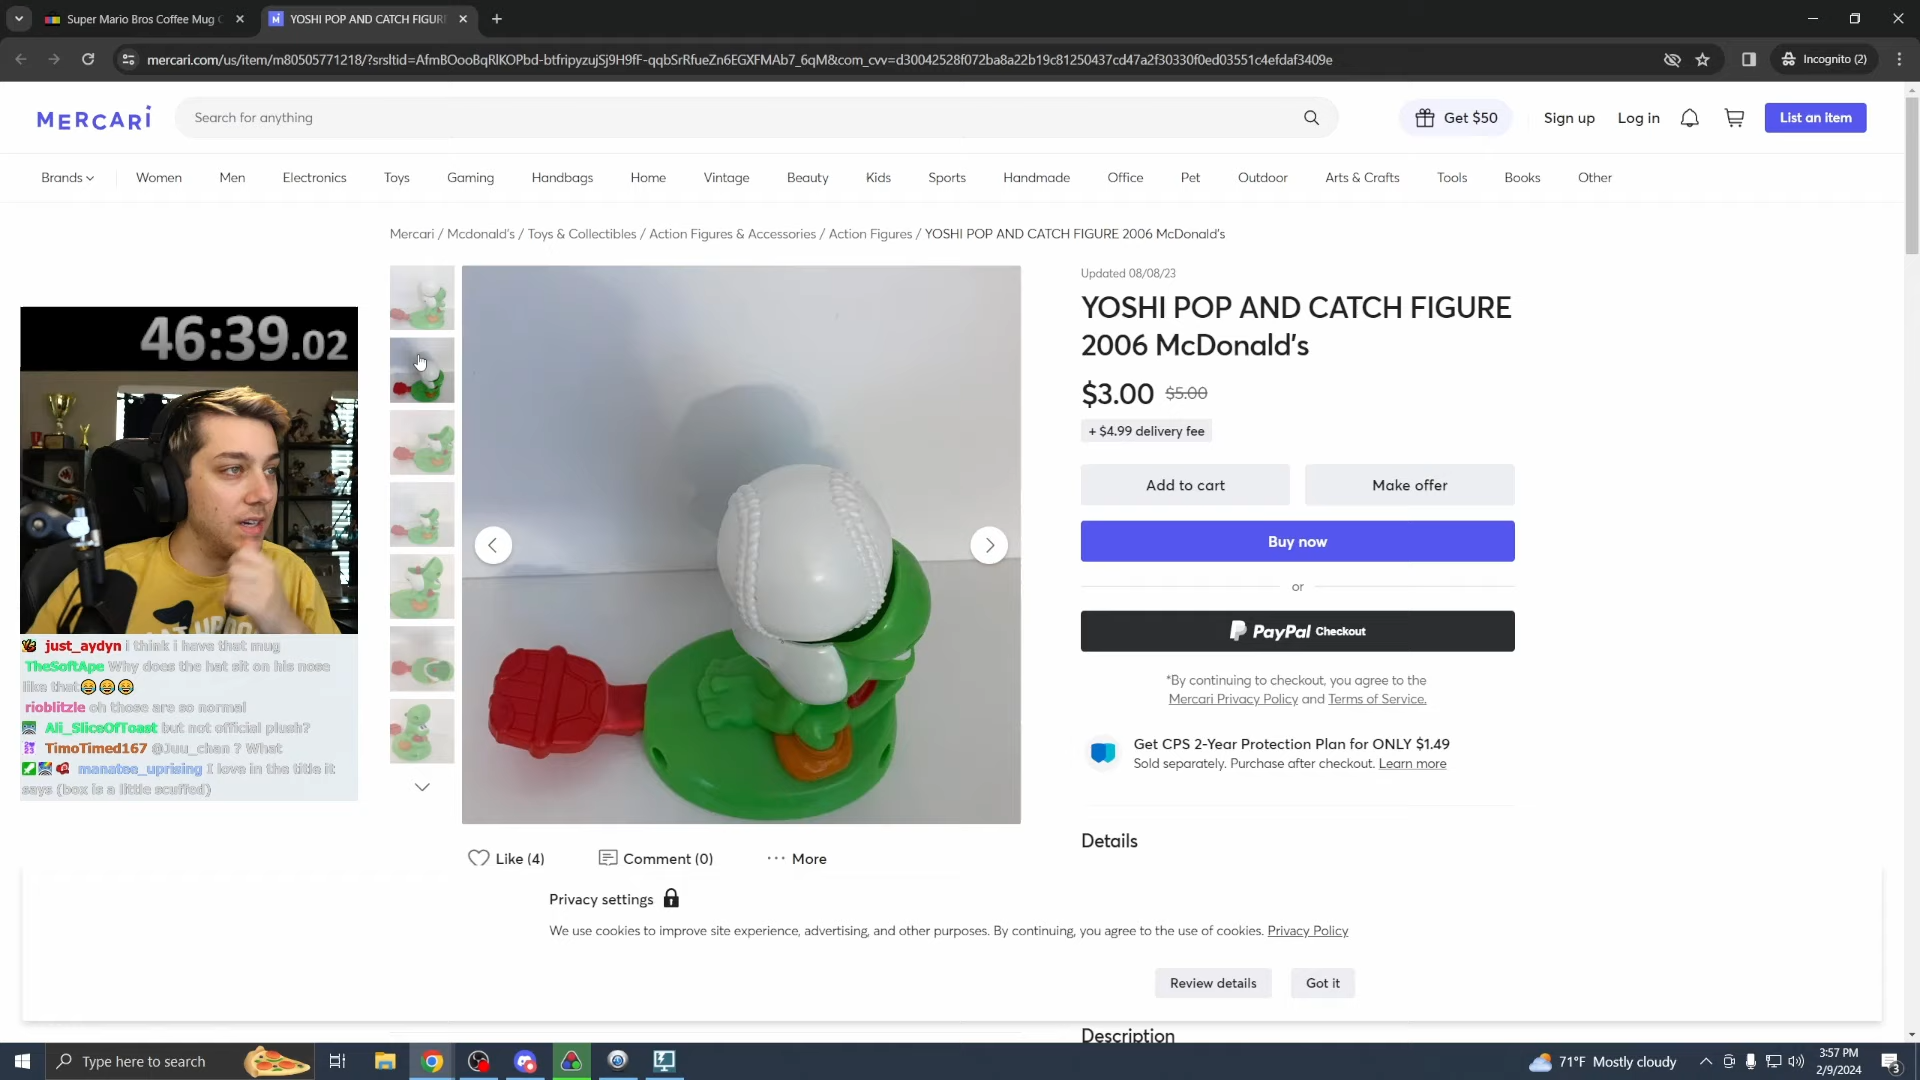 Super Mario Bros Coffee Mug
YOSHI POP AND CATCH FIGUR
mercari.com/us/item/m80505771218/?srsltid=AfmBOooBqRlKOPbd-btfripyzujSj9H9fF-qqbSrRfueZn6EGXFMAb7_6qM&com_cvv=d30042528f072ba8a22b19c81250437cd47a2f30330f0ed03551c4efdaf3409e
Incognito (2)
MERCARI
Search for anything
Get $50
Sign up
Log in
List an item
Brands
Women
Men
Electronics
Toys
Gaming
Handbags
Home
Vintage
Beauty
Kids
Sports
Handmade
Office
Pet
Outdoor
Arts & Crafts
Tools
Books
Other
Mercari / Mcdonald's / Toys & Collectibles / Action Figures & Accessories / Action Figures / YOSHI POP AND CATCH FIGURE 2006 McDonald's
Updated 08/08/23
YOSHI POP AND CATCH FIGURE
2006 McDonald's
$3.00 $5.00
+ $4.99 delivery fee
Add to cart
Make offer
Buy now
or
PayPal Checkout
*By continuing to checkout, you agree to the
Mercari Privacy Policy and Terms of Service.
Get CPS 2-Year Protection Plan for ONLY $1.49
Sold separately. Purchase after checkout. Learn more
Details
46:39.02
just_aydyn i think i have that mug
TheSoftApe Why does the hat sit on his nose
like that😂😂😂
rioblitzle oh those are so normal
Ali_SliceOfToast but not official plush?
TimoTimed167 @Juu_chan ? What
manatee_uprising I love in the title it
says (box is a little scuffed)
Like (4)
Comment (0)
··· More
Privacy settings
We use cookies to improve site experience, advertising, and other purposes. By continuing, you agree to the use of cookies. Privacy Policy
Review details
Got it
Description
Type here to search
71°F Mostly cloudy
3:57 PM
2/9/2024
3